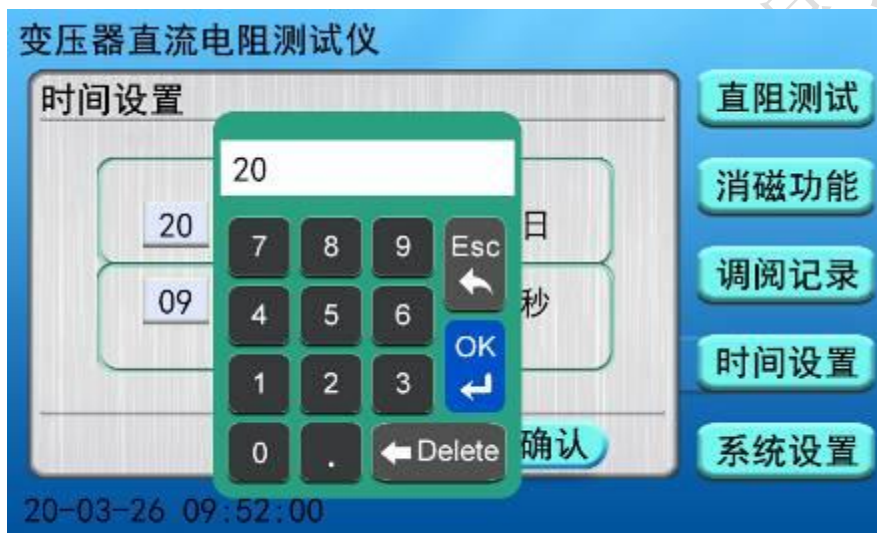 变压器直流电阻测试仪
时间设置
20
20
日
09
秒
7 8 9 Esc
4 5 6
OK
1 2 3
0 . Delete
确认
直阻测试
消磁功能
调阅记录
时间设置
系统设置
20-03-26 09:52:00